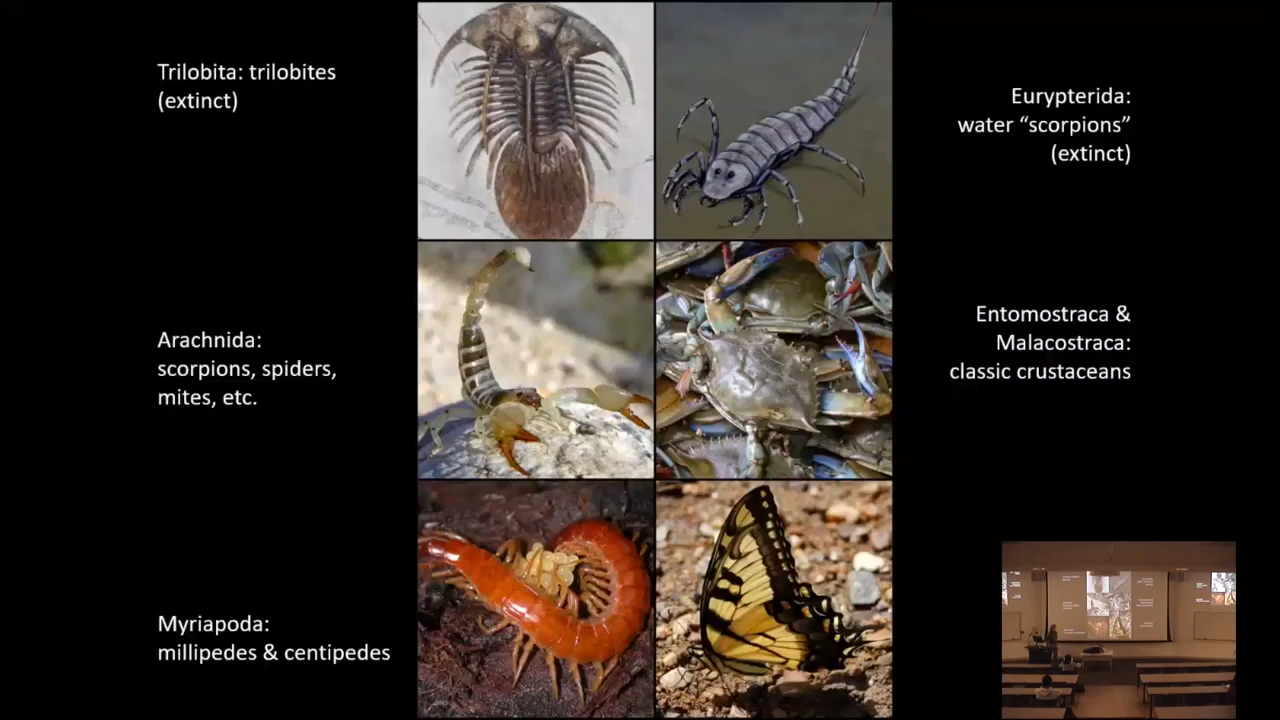 Trilobita: trilobites
(extinct)
Eurypterida:
water “scorpions”
(extinct)
Arachnida:
scorpions, spiders,
mites, etc.
Entomostraca &
Malacostraca:
classic crustaceans
Myriapoda:
millipedes & centipedes